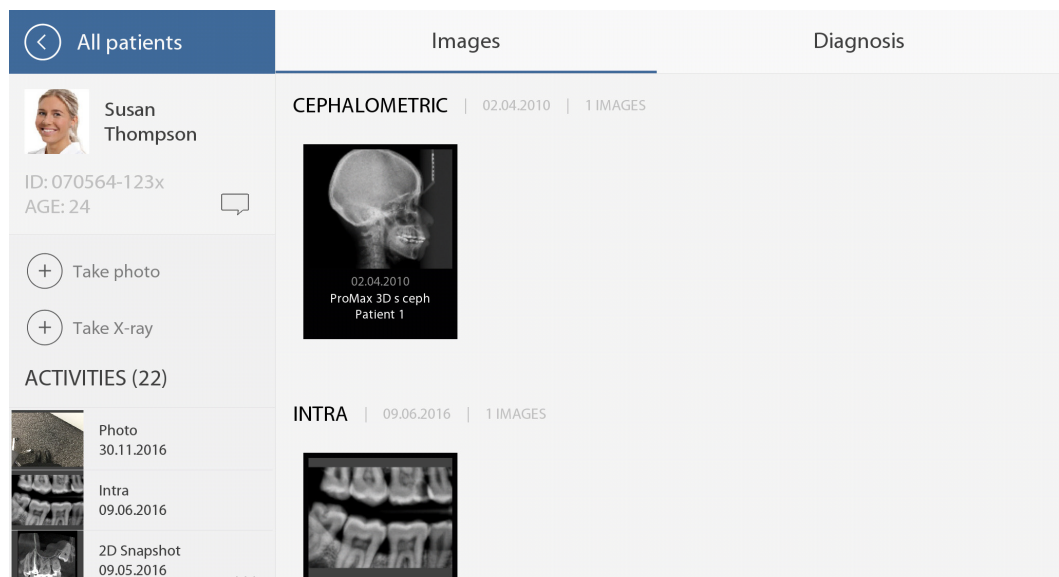 All patients
Susan
Thompson
ID: 070564-123x
AGE: 24
Take photo
Take X-ray
ACTIVITIES (22)
Photo
30.11.2016
Intra
09.06.2016
2D Snapshot
09.05.2016
Images
Diagnosis
CEPHALOMETRIC | 02.04.2010 | 1 IMAGES
02.04.2010
ProMax 3D s ceph
Patient 1
INTRA | 09.06.2016 | 1 IMAGES